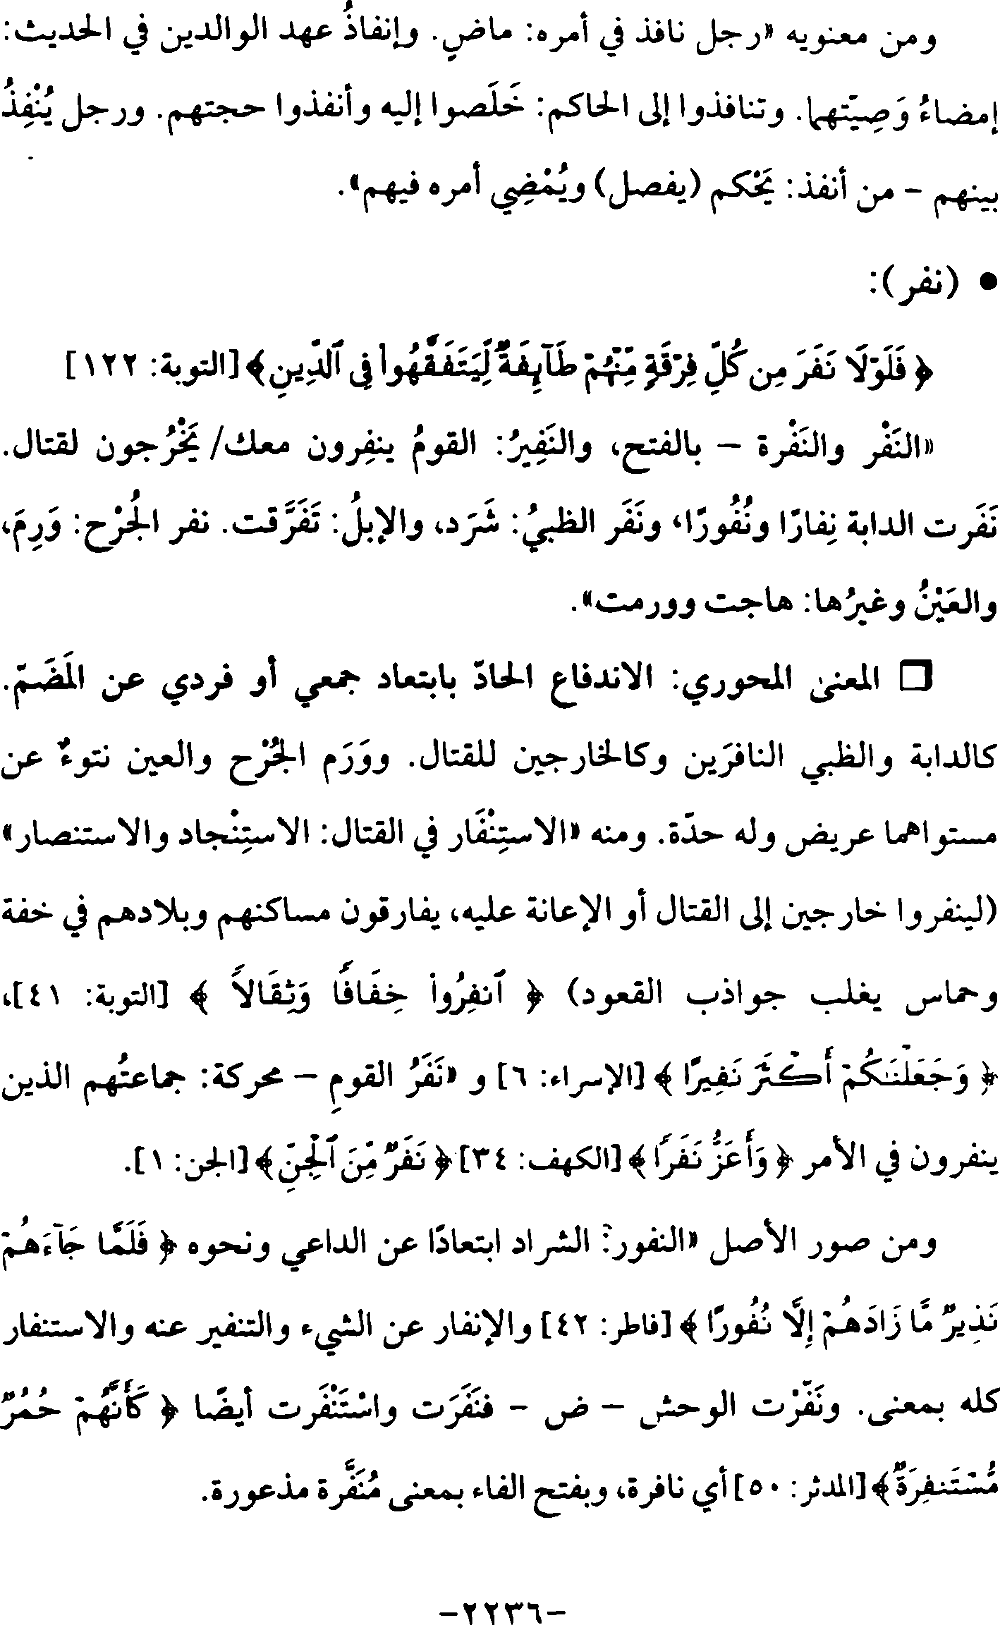 ومن معنويه «رجل نافذ في أمره: ماضٍ. وإنفاذُ عهد الوالدين في الحديث:
إمضاءُ وَصِيّتهما. وتنافذوا إلى الحاكم: خَلَصوا إليه وأنفذوا حجتهم. ورجل يُنْفِذُ
بينهم – من أنفذ: يَحْكم (يفصل) ويُمْضِي أمره فيهم».
• (نفر):
﴿ فَلَوْلَا نَفَرَ مِن كُلِّ فِرْقَةٍ مِّنْهُمْ طَآئِفَةٌ لِّيَتَفَقَّهُوا۟ فِى ٱلدِّينِ ﴾ [التوبة: ١٢٢]
«النَفْر والنَفْرة – بالفتح، والنَفِيرُ: القومُ ينفِرون معك/ يَخْرُجون لقتال.
نَفَرت الدابة نِفارًا ونُفُورًا، ونَفَر الظبيُ: شَرَد، والإبلُ: تَفَرَّقت. نفر الجُرْح: وَرِمَ،
والعَيْنُ وغيرُها: هاجت وورمت».
❏ المعنى المحوري: الاندفاع الحادّ بابتعاد جمعي أو فردي عن المَضَمّ.
كالدابة والظبي النافرَين وكالخارجين للقتال. ووَرَم الجُرْح والعين نتوءٌ عن
مستواهما عريض وله حدّة. ومنه «الاستِنْفَار في القتال: الاستِنْجاد والاستنصار»
(لينفروا خارجين إلى القتال أو الإعانة عليه، يفارقون مساكنهم وبلادهم في خفة
وحماس يغلب جواذب القعود) ﴿ ٱنفِرُوا۟ خِفَافًا وَثِقَالًا ﴾ [التوبة: ٤١]،
﴿ وَجَعَلْنَـٰكُمْ أَكْثَرَ نَفِيرًا ﴾ [الإسراء: ٦] و «نَفَرُ القومِ – محركة: جماعتُهم الذين
ينفرون في الأمر ﴿ وَأَعَزُّ نَفَرًا ﴾ [الكهف: ٣٤] ﴿ نَفَرٌ مِّنَ ٱلْجِنِّ ﴾ [الجن: ١].
ومن صور الأصل «النفور: الشراد ابتعادًا عن الداعي ونحوه ﴿ فَلَمَّا جَآءَهُمْ
نَذِيرٌ مَّا زَادَهُمْ إِلَّا نُفُورًا ﴾ [فاطر: ٤٢] والإنفار عن الشيء والتنفير عنه والاستنفار
كله بمعنى. ونَفّرْت الوحش – ض – فنَفَرَت واسْتَنْفَرت أيضًا ﴿ كَأَنَّهُمْ حُمُرٌ
مُّسْتَنفِرَةٌ ﴾ [المدثر: ٥٠] أي نافرة، وبفتح الفاء بمعنى مُنَفَّرة مذعورة.
-٢٢٣٦-